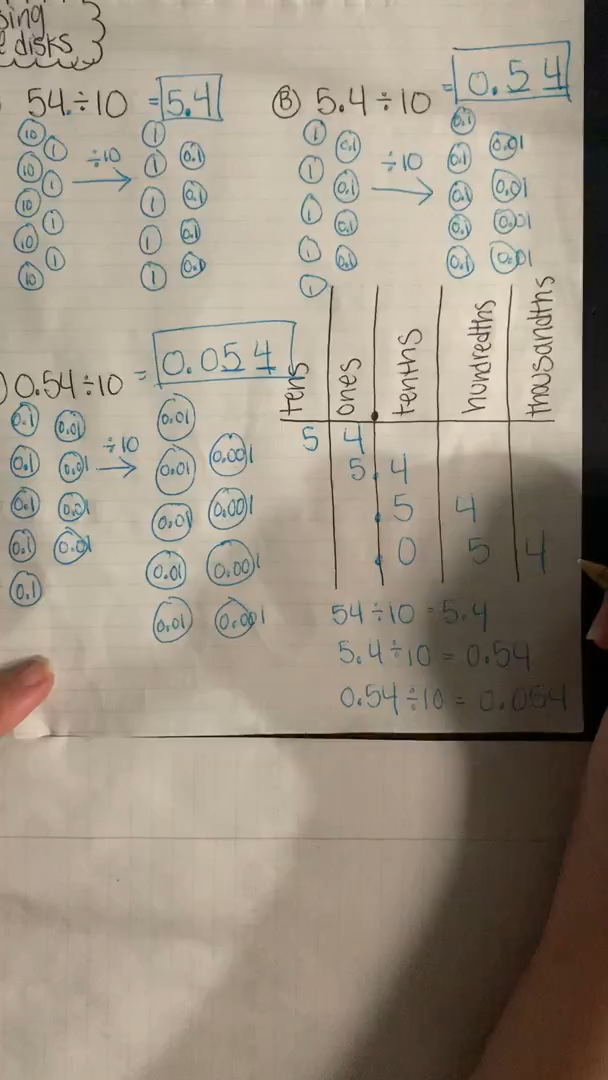 sing
disks
54 ÷ 10 = 5.4
10 1 ÷10 1 0.1
10 1 1 0.1
10 1 1 0.1
10 1 1
10 1
B 5.4 ÷ 10 = 0.54
1 0.1 ÷10 0.1 0.01
1 0.1 0.1 0.01
1 0.1 0.1 0.01
1 0.1 0.1 0.01
1 0.1
) 0.54 ÷ 10 = 0.054
0.1 0.01 ÷10 0.01 0.001
0.1 0.01 0.01 0.001
0.1 0.01 0.01 0.001
0.1 0.01 0.01 0.001
0.1 0.01
tens ones . tenths hundredths thousandths
5 4
5 . 4
. 5 4
. 0 5 4
54 ÷ 10 = 5.4
5.4 ÷ 10 = 0.54
0.54 ÷ 10 = 0.054